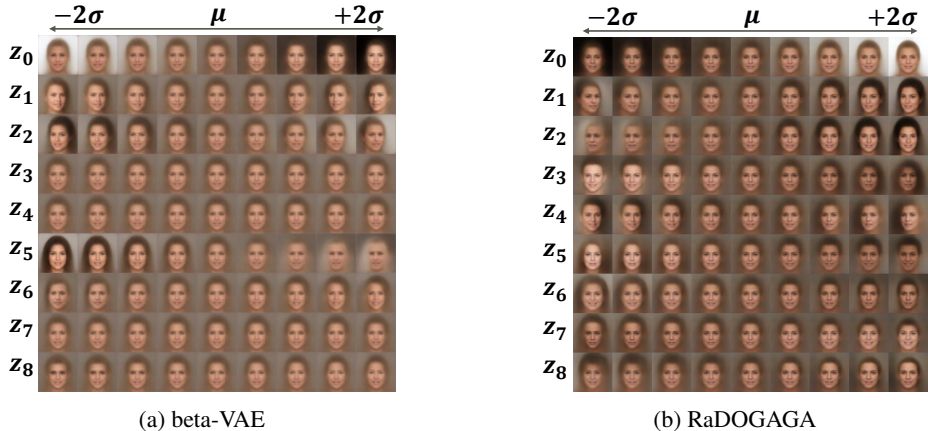 −2σ μ +2σ
z0
z1
z2
z3
z4
z5
z6
z7
z8
(a) beta-VAE
−2σ μ +2σ
z0
z1
z2
z3
z4
z5
z6
z7
z8
(b) RaDOGAGA